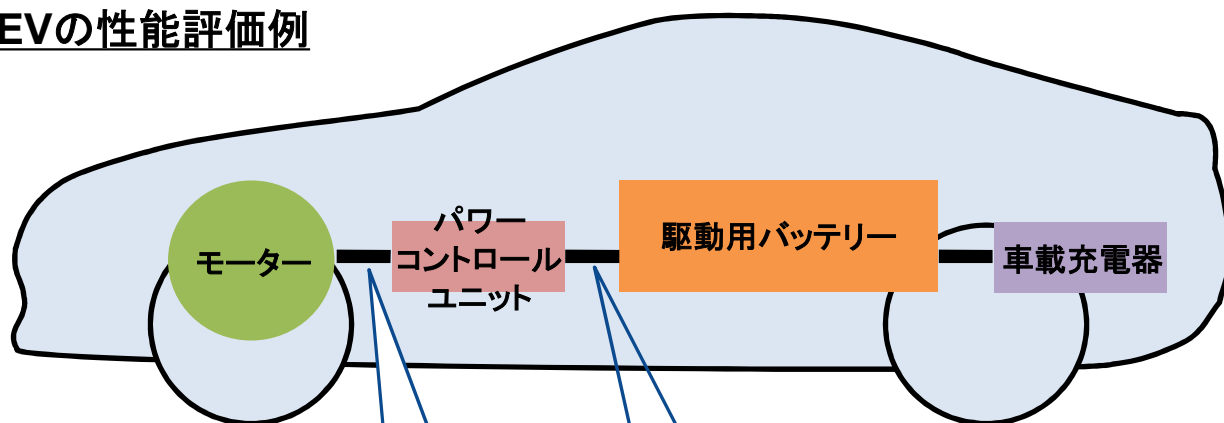 EVの性能評価例
モーター
パワー
コントロール
ユニット
駆動用バッテリー
車載充電器